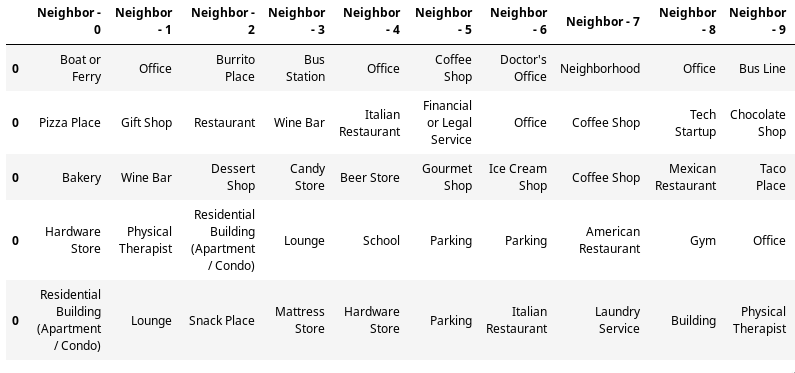 Neighbor - 0 Neighbor - 1 Neighbor - 2 Neighbor - 3 Neighbor - 4 Neighbor - 5 Neighbor - 6 Neighbor - 7 Neighbor - 8 Neighbor - 9
0 Boat or Ferry Office Burrito Place Bus Station Office Coffee Shop Doctor's Office Neighborhood Office Bus Line
0 Pizza Place Gift Shop Restaurant Wine Bar Italian Restaurant Financial or Legal Service Office Coffee Shop Tech Startup Chocolate Shop
0 Bakery Wine Bar Dessert Shop Candy Store Beer Store Gourmet Shop Ice Cream Shop Coffee Shop Mexican Restaurant Taco Place
0 Hardware Store Physical Therapist Residential Building (Apartment / Condo) Lounge School Parking Parking American Restaurant Gym Office
0 Residential Building (Apartment / Condo) Lounge Snack Place Mattress Store Hardware Store Parking Italian Restaurant Laundry Service Building Physical Therapist